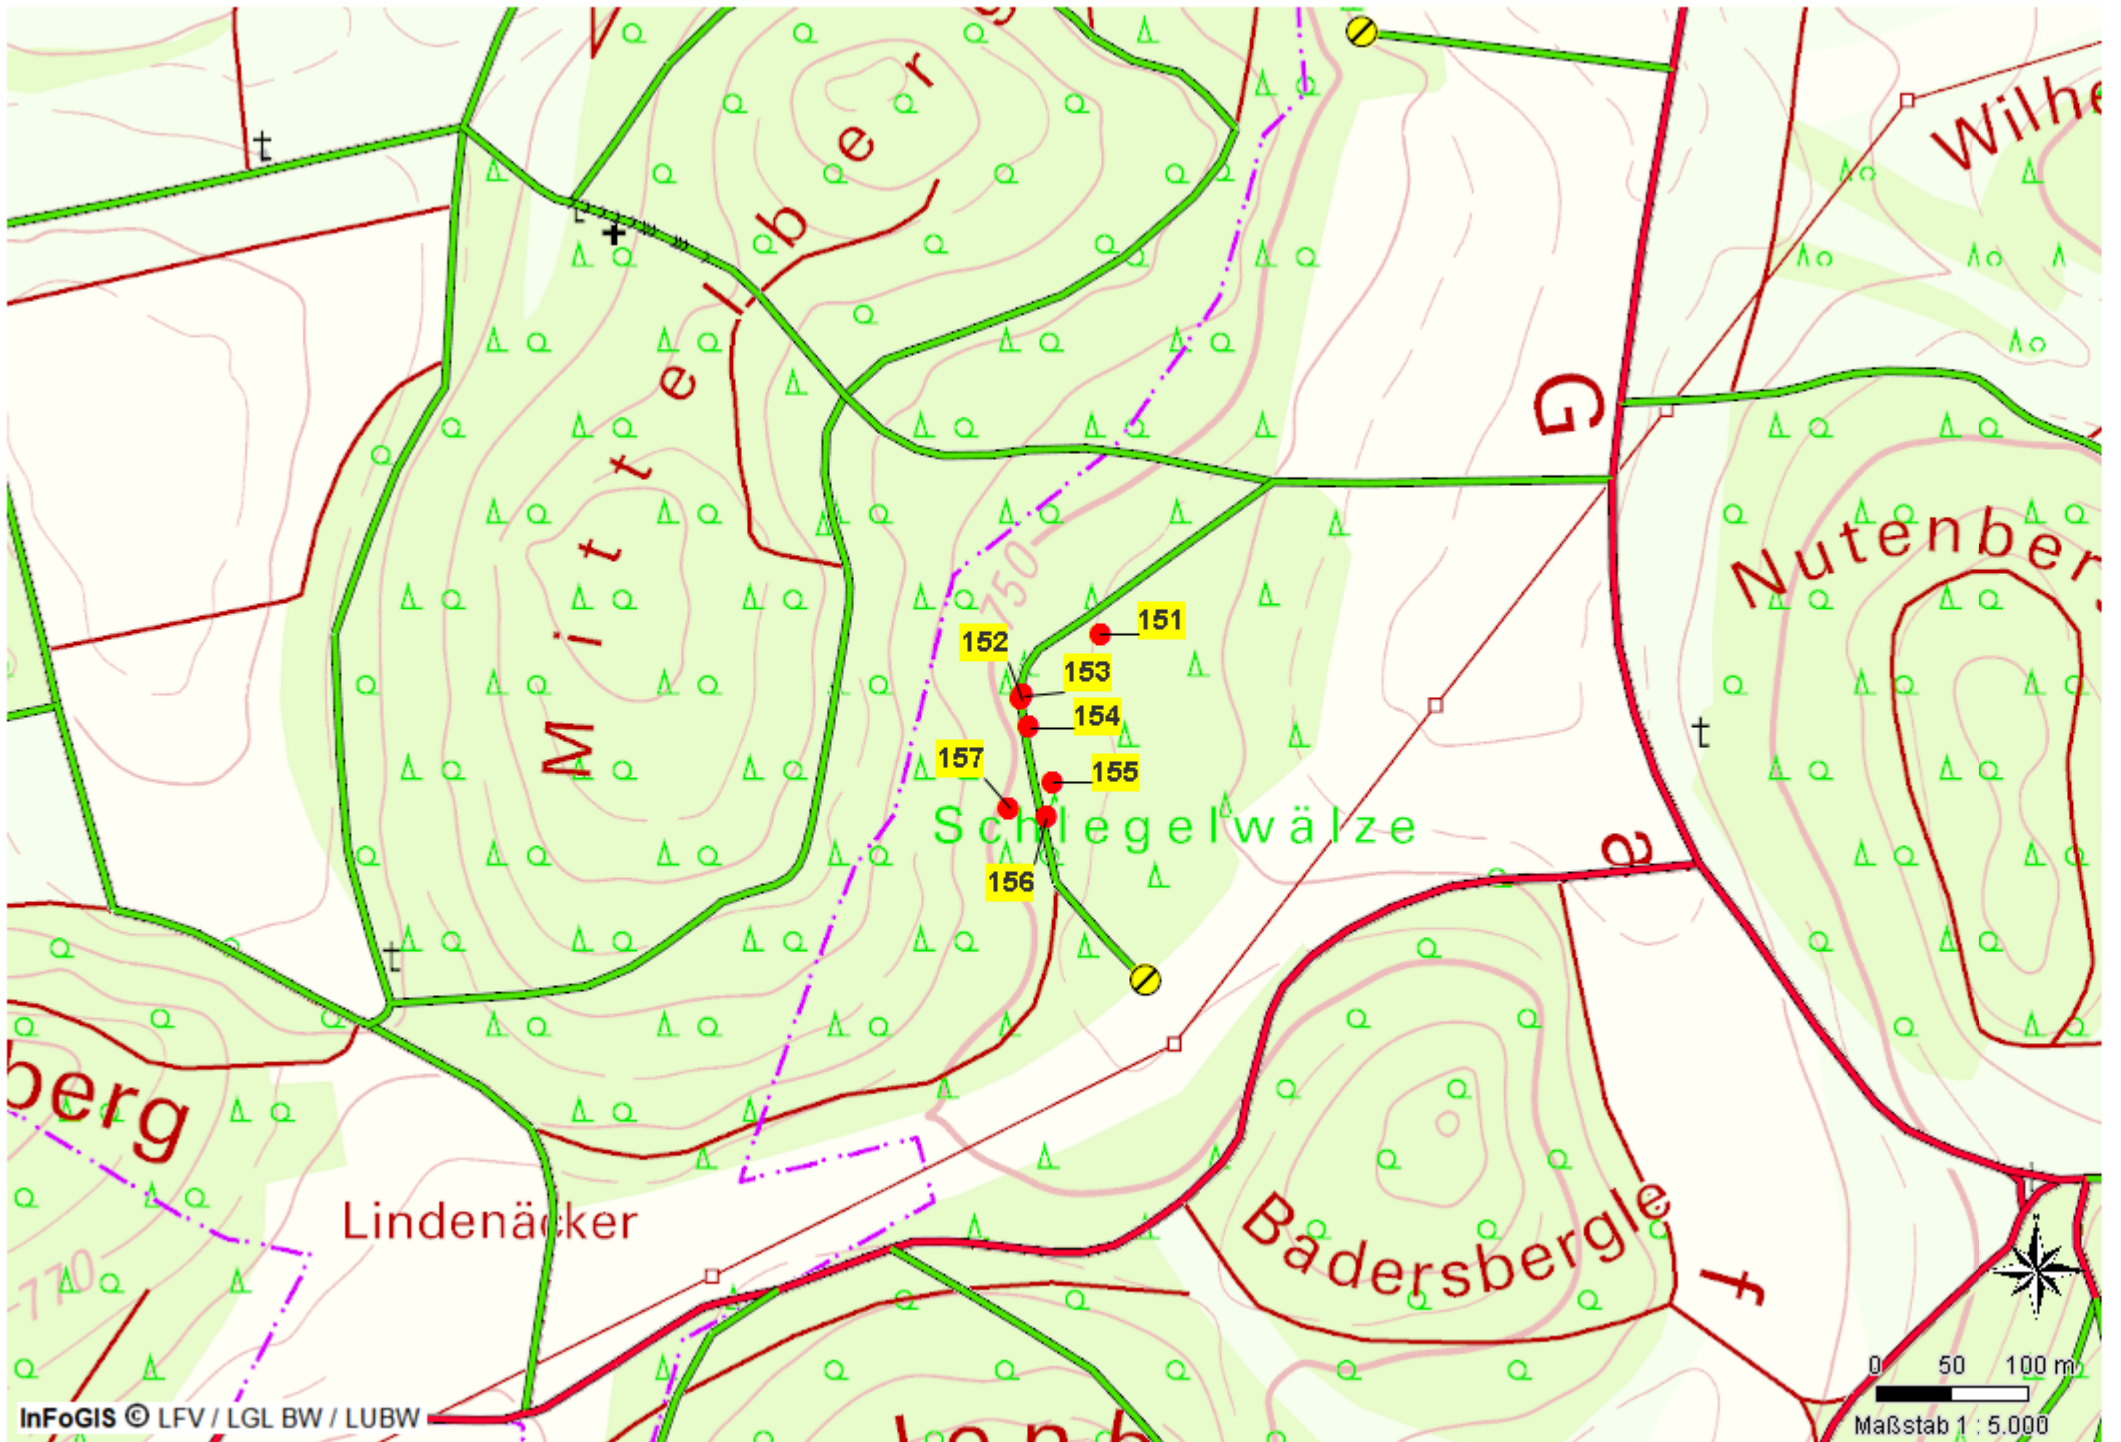 Mittelberg
Wilhe
G
750
Nutenberg
151
152
153
154
157
155
Schlegelwälze
a
156
berg
Lindenäcker
Badersbergle
770
f
0 50 100 m
InFoGIS © LFV / LGL BW / LUBW
Maßstab 1 : 5.000